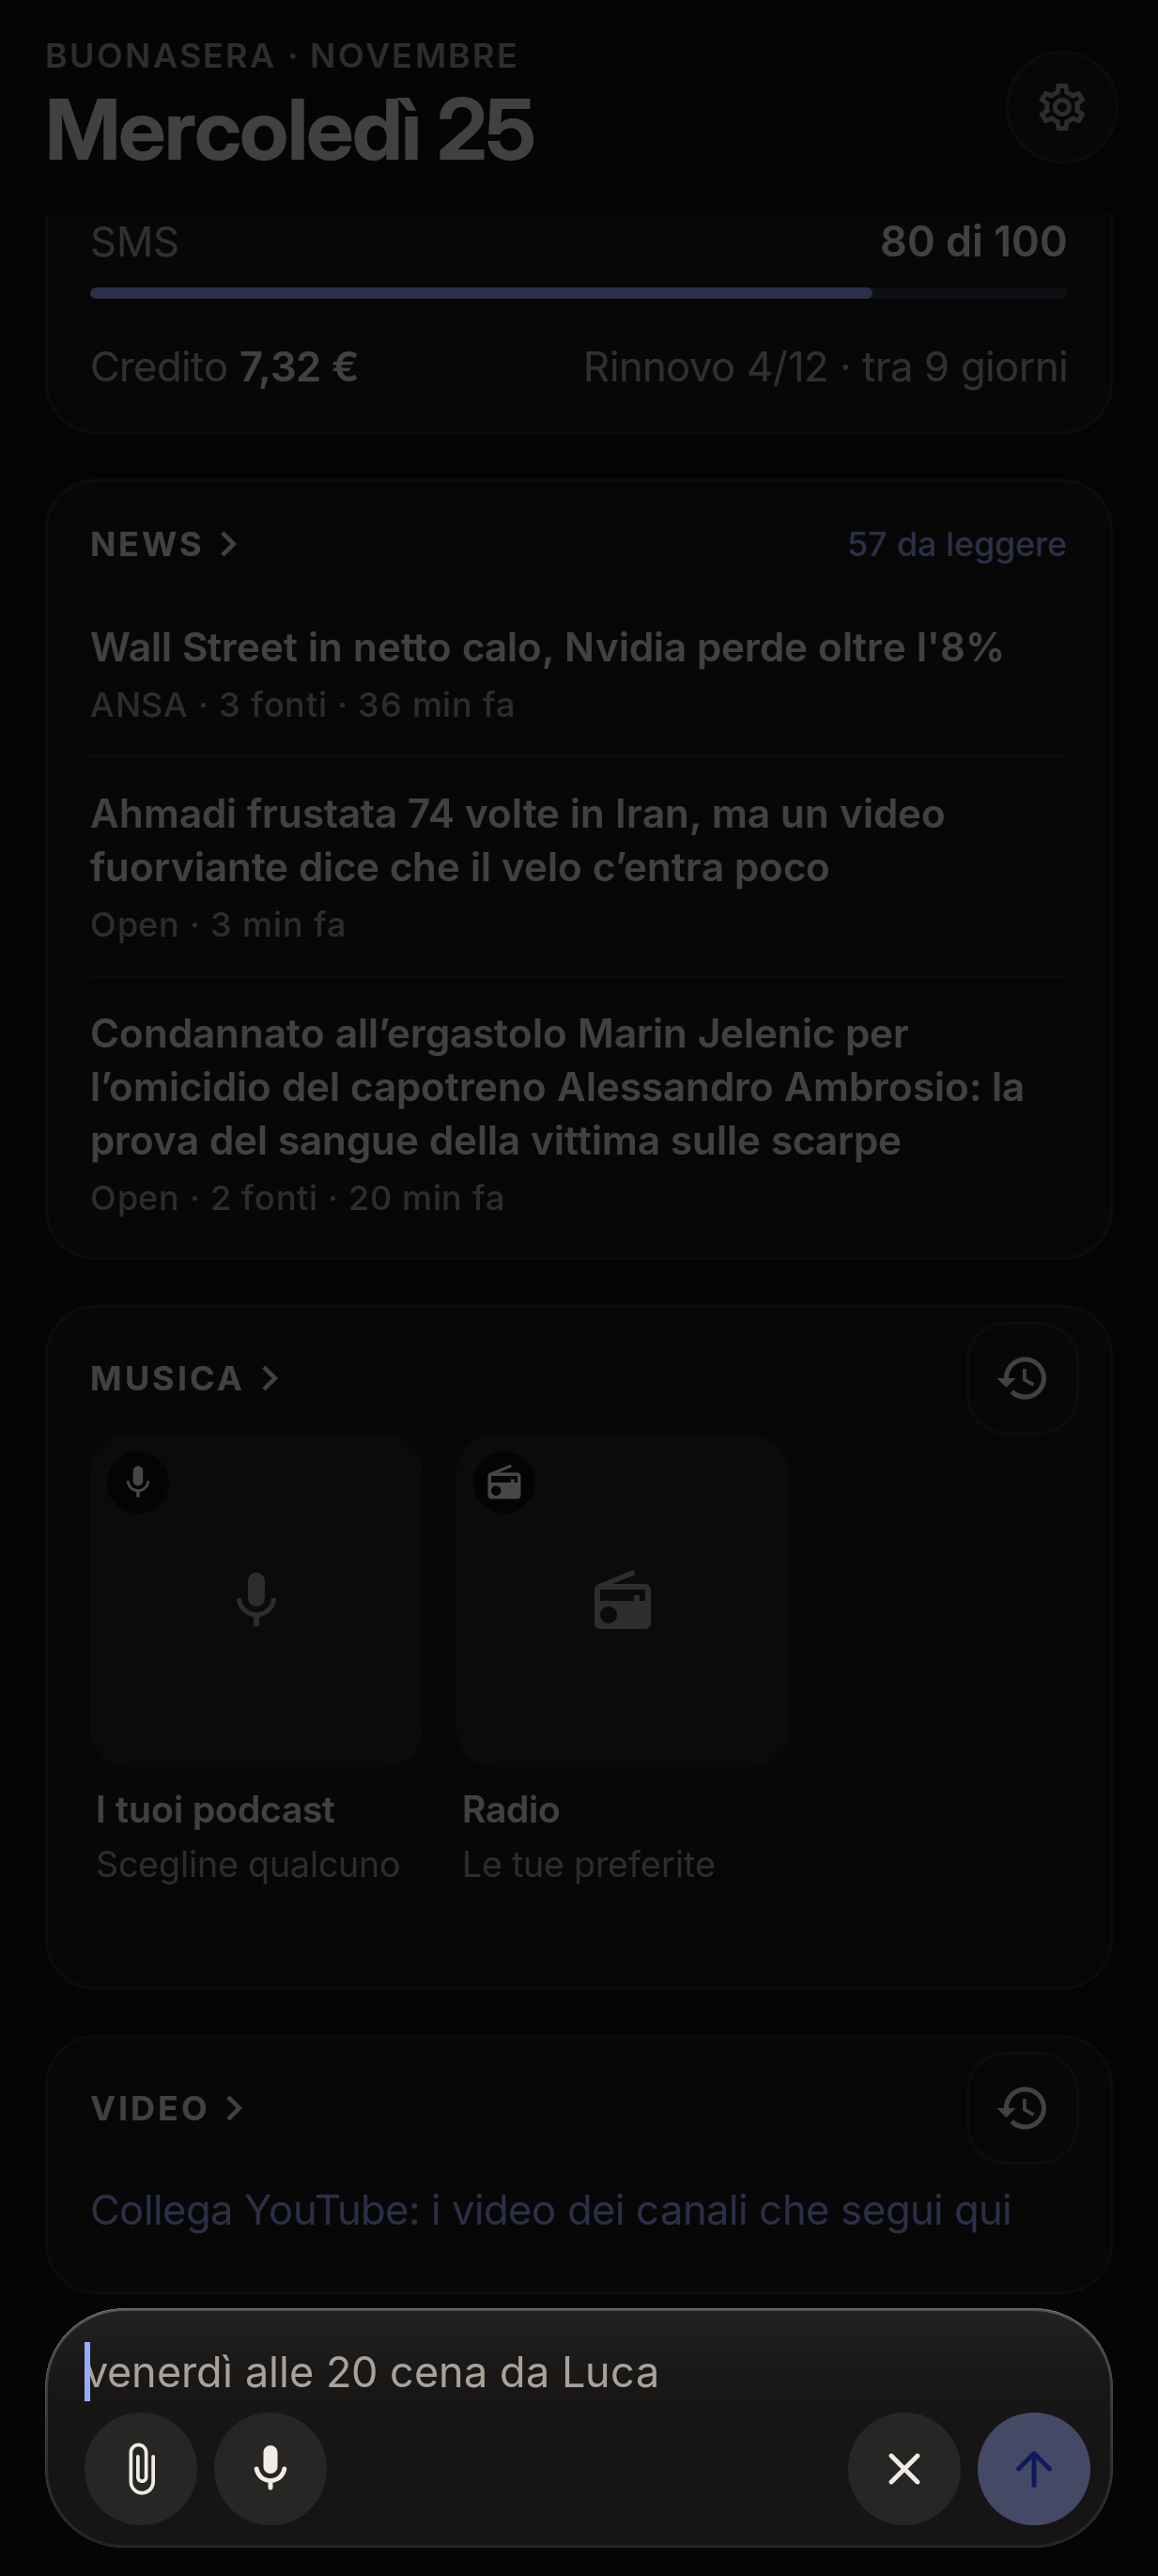 BUONASERA · NOVEMBRE
Mercoledì 25
SMS
80 di 100
Credito 7,32 €
Rinnovo 4/12 · tra 9 giorni
NEWS
57 da leggere
Wall Street in netto calo, Nvidia perde oltre l'8%
ANSA · 3 fonti · 36 min fa
Ahmadi frustata 74 volte in Iran, ma un video
fuorviante dice che il velo c’entra poco
Open · 3 min fa
Condannato all’ergastolo Marin Jelenic per
l’omicidio del capotreno Alessandro Ambrosio: la
prova del sangue della vittima sulle scarpe
Open · 2 fonti · 20 min fa
MUSICA
I tuoi podcast
Scegline qualcuno
Radio
Le tue preferite
VIDEO
Collega YouTube: i video dei canali che segui qui
venerdì alle 20 cena da Luca